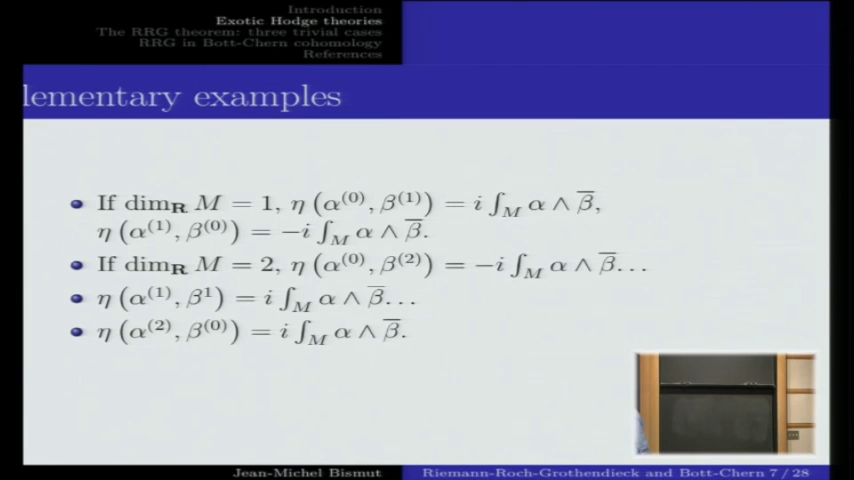 Introduction
Exotic Hodge theories
The RRG theorem: three trivial cases
RRG in Bott-Chern cohomology
References
lementary examples
If dim_R M = 1, η (α^(0), β^(1)) = i ∫_M α ∧ β̅,
η (α^(1), β^(0)) = −i ∫_M α ∧ β̅.
If dim_R M = 2, η (α^(0), β^(2)) = −i ∫_M α ∧ β̅...
η (α^(1), β^1) = i ∫_M α ∧ β̅...
η (α^(2), β^(0)) = i ∫_M α ∧ β̅.
Jean-Michel Bismut Riemann-Roch-Grothendieck and Bott-Chern 7 / 28